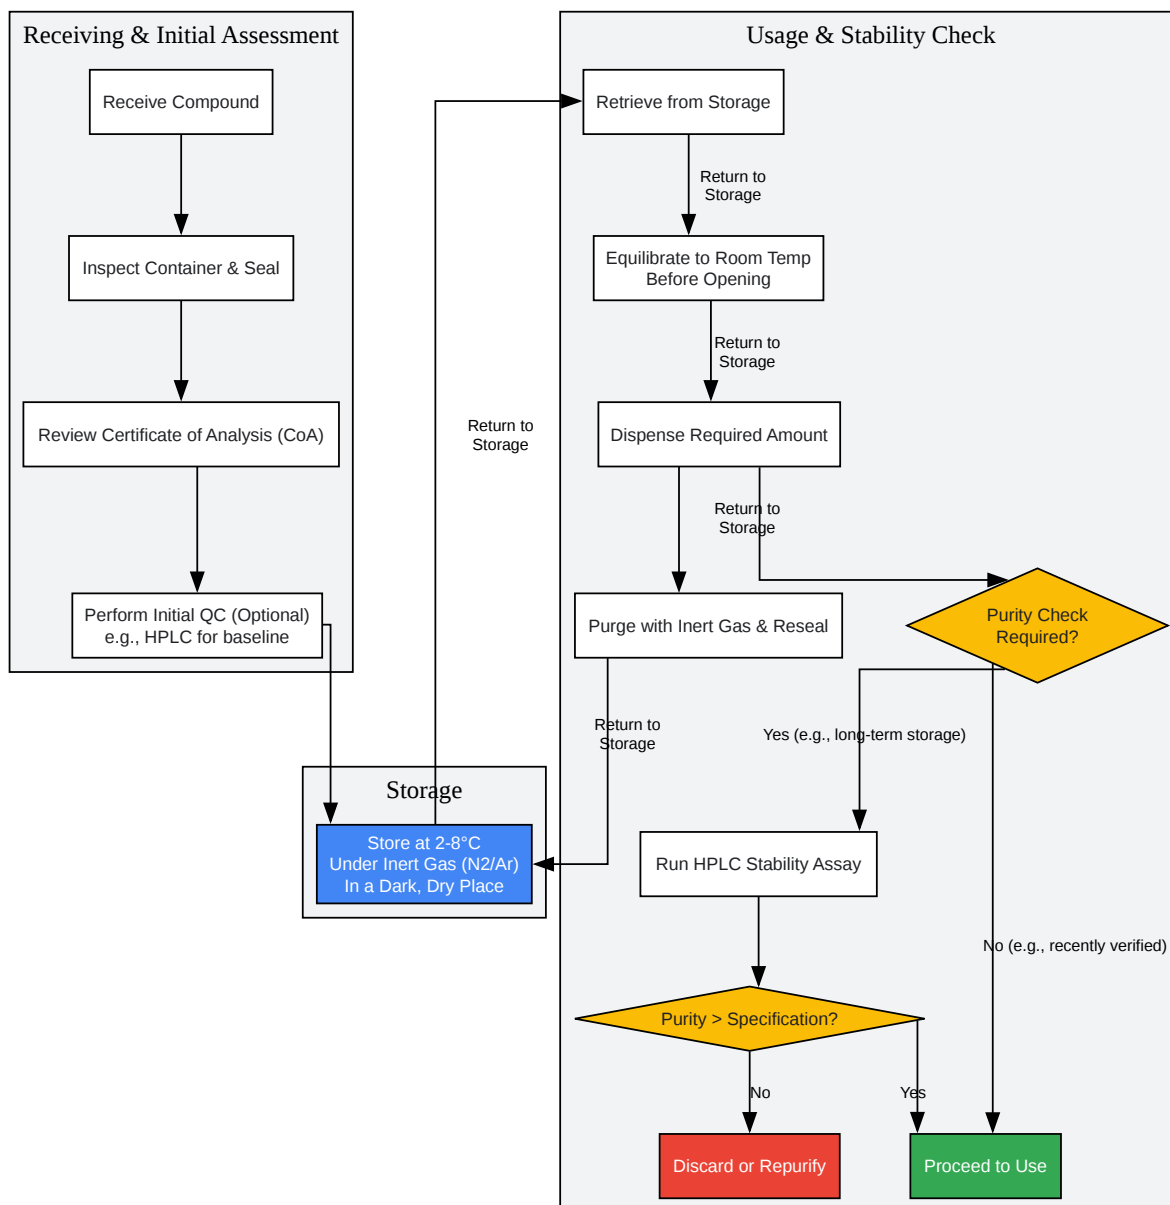 Receiving & Initial Assessment
Receive Compound
Inspect Container & Seal
Review Certificate of Analysis (CoA)
Perform Initial QC (Optional)
e.g., HPLC for baseline
Storage
Store at 2-8°C
Under Inert Gas (N2/Ar)
In a Dark, Dry Place
Return to
Storage
Usage & Stability Check
Retrieve from Storage
Return to
Storage
Equilibrate to Room Temp
Before Opening
Return to
Storage
Dispense Required Amount
Return to
Storage
Purge with Inert Gas & Reseal
Purity Check
Required?
Return to
Storage
Yes (e.g., long-term storage)
Run HPLC Stability Assay
No (e.g., recently verified)
Purity > Specification?
No
Yes
Discard or Repurify
Proceed to Use